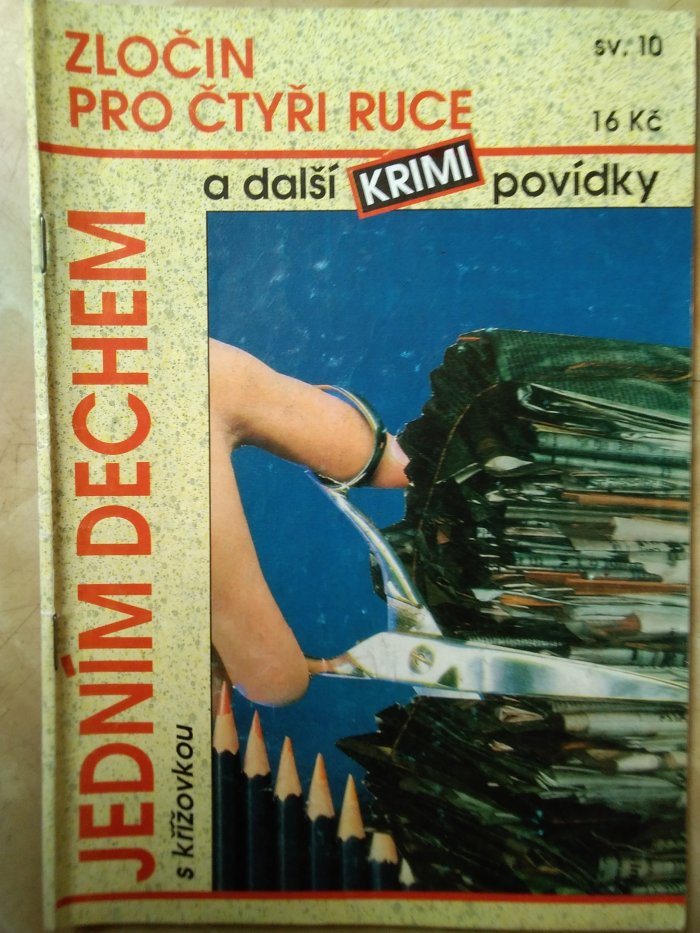 ZLOČIN
PRO ČTYŘI RUCE
sv. 10
16 Kč
a další KRIMI povídky
JEDNÍM DECHEM
s křížovkou